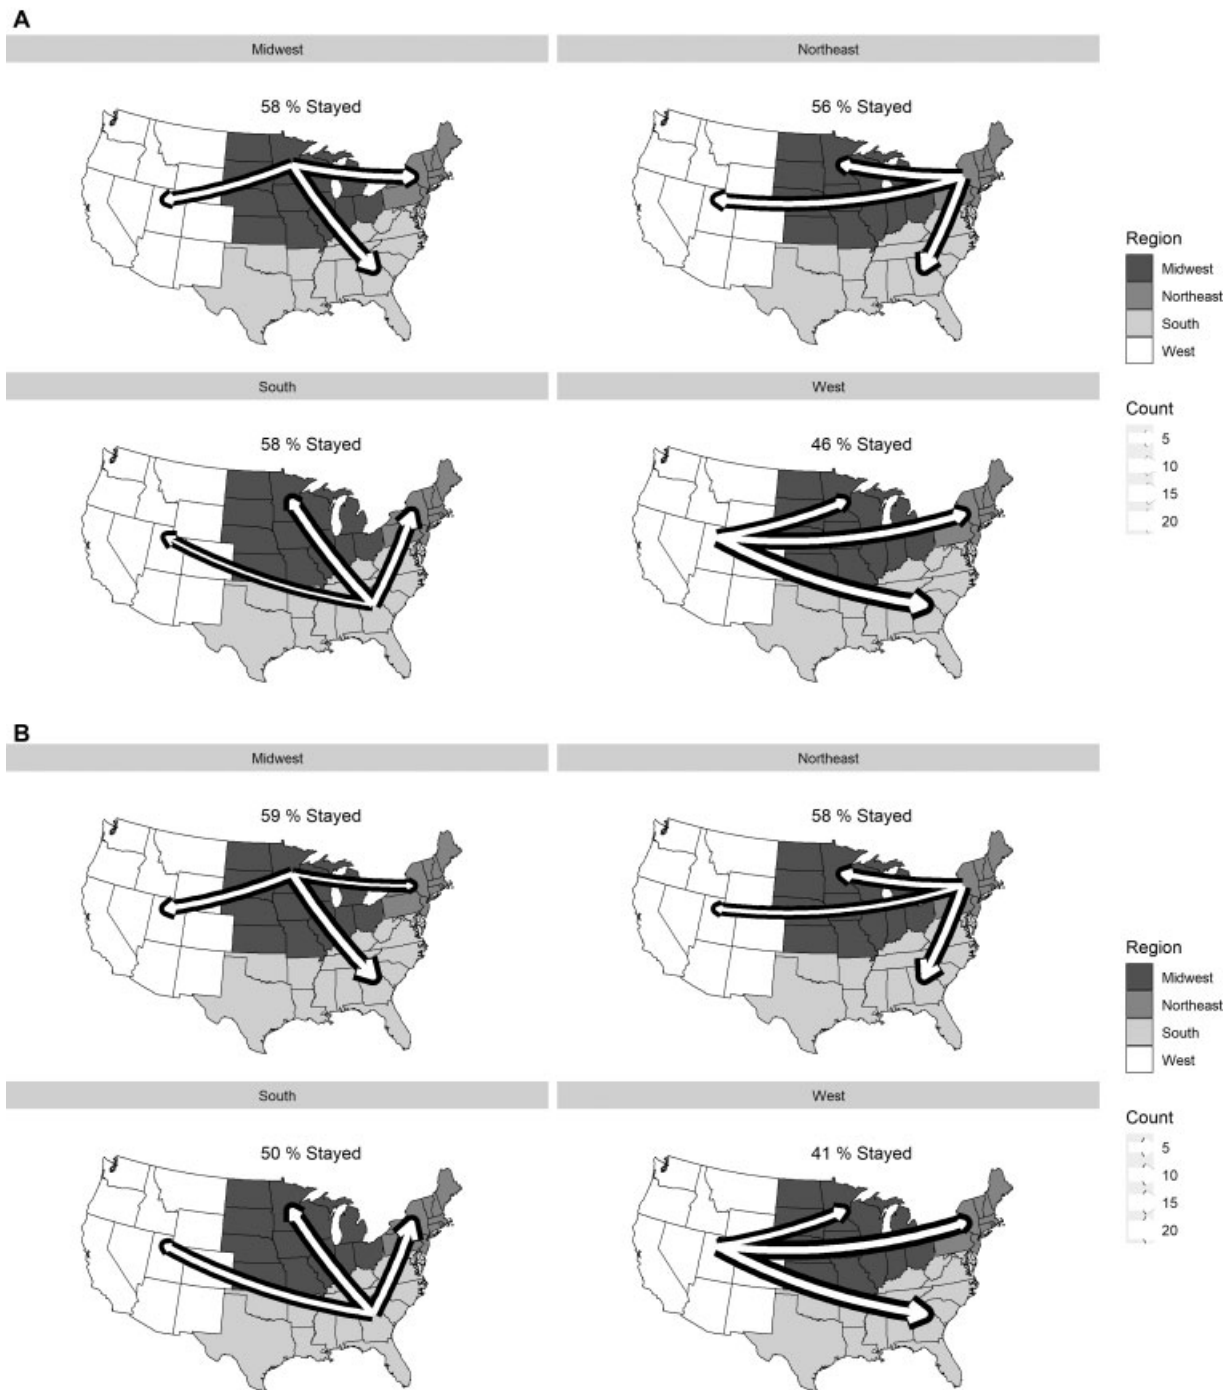 A
Midwest
Northeast
58 % Stayed
56 % Stayed
South
West
58 % Stayed
46 % Stayed
Region
Midwest
Northeast
South
West
Count
5
10
15
20
B
Midwest
Northeast
59 % Stayed
58 % Stayed
South
West
50 % Stayed
41 % Stayed
Region
Midwest
Northeast
South
West
Count
5
10
15
20